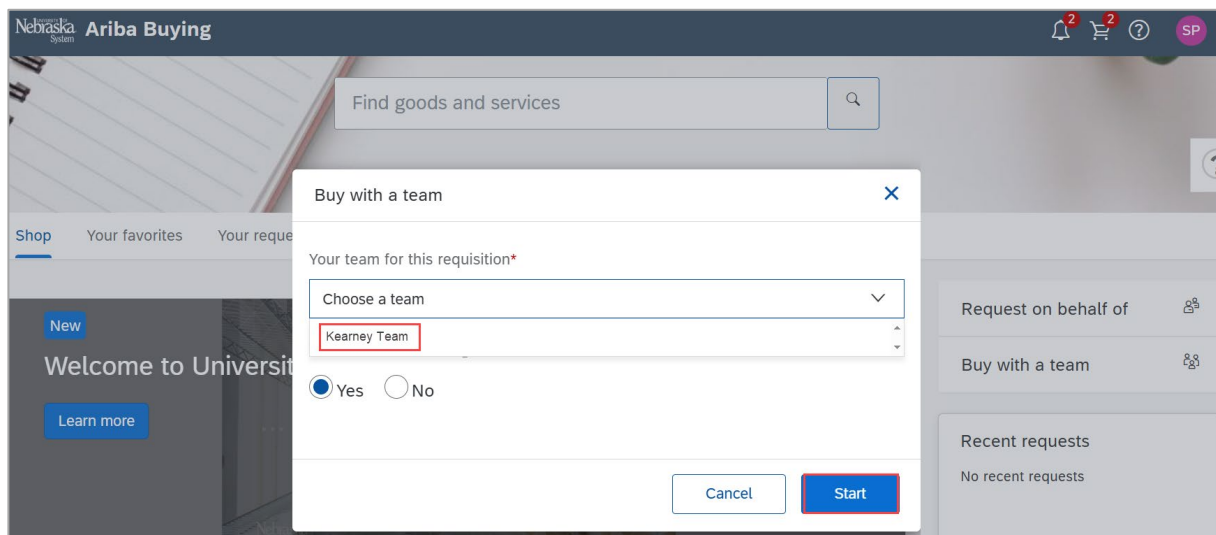 UNIVERSITY OF
Nebraska
System
Ariba Buying
2
2
SP
Find goods and services
Buy with a team
Shop
Your favorites
Your reque
Your team for this requisition*
Choose a team
Kearney Team
Yes
No
New
Welcome to Universit
Learn more
Cancel
Start
Request on behalf of
Buy with a team
Recent requests
No recent requests